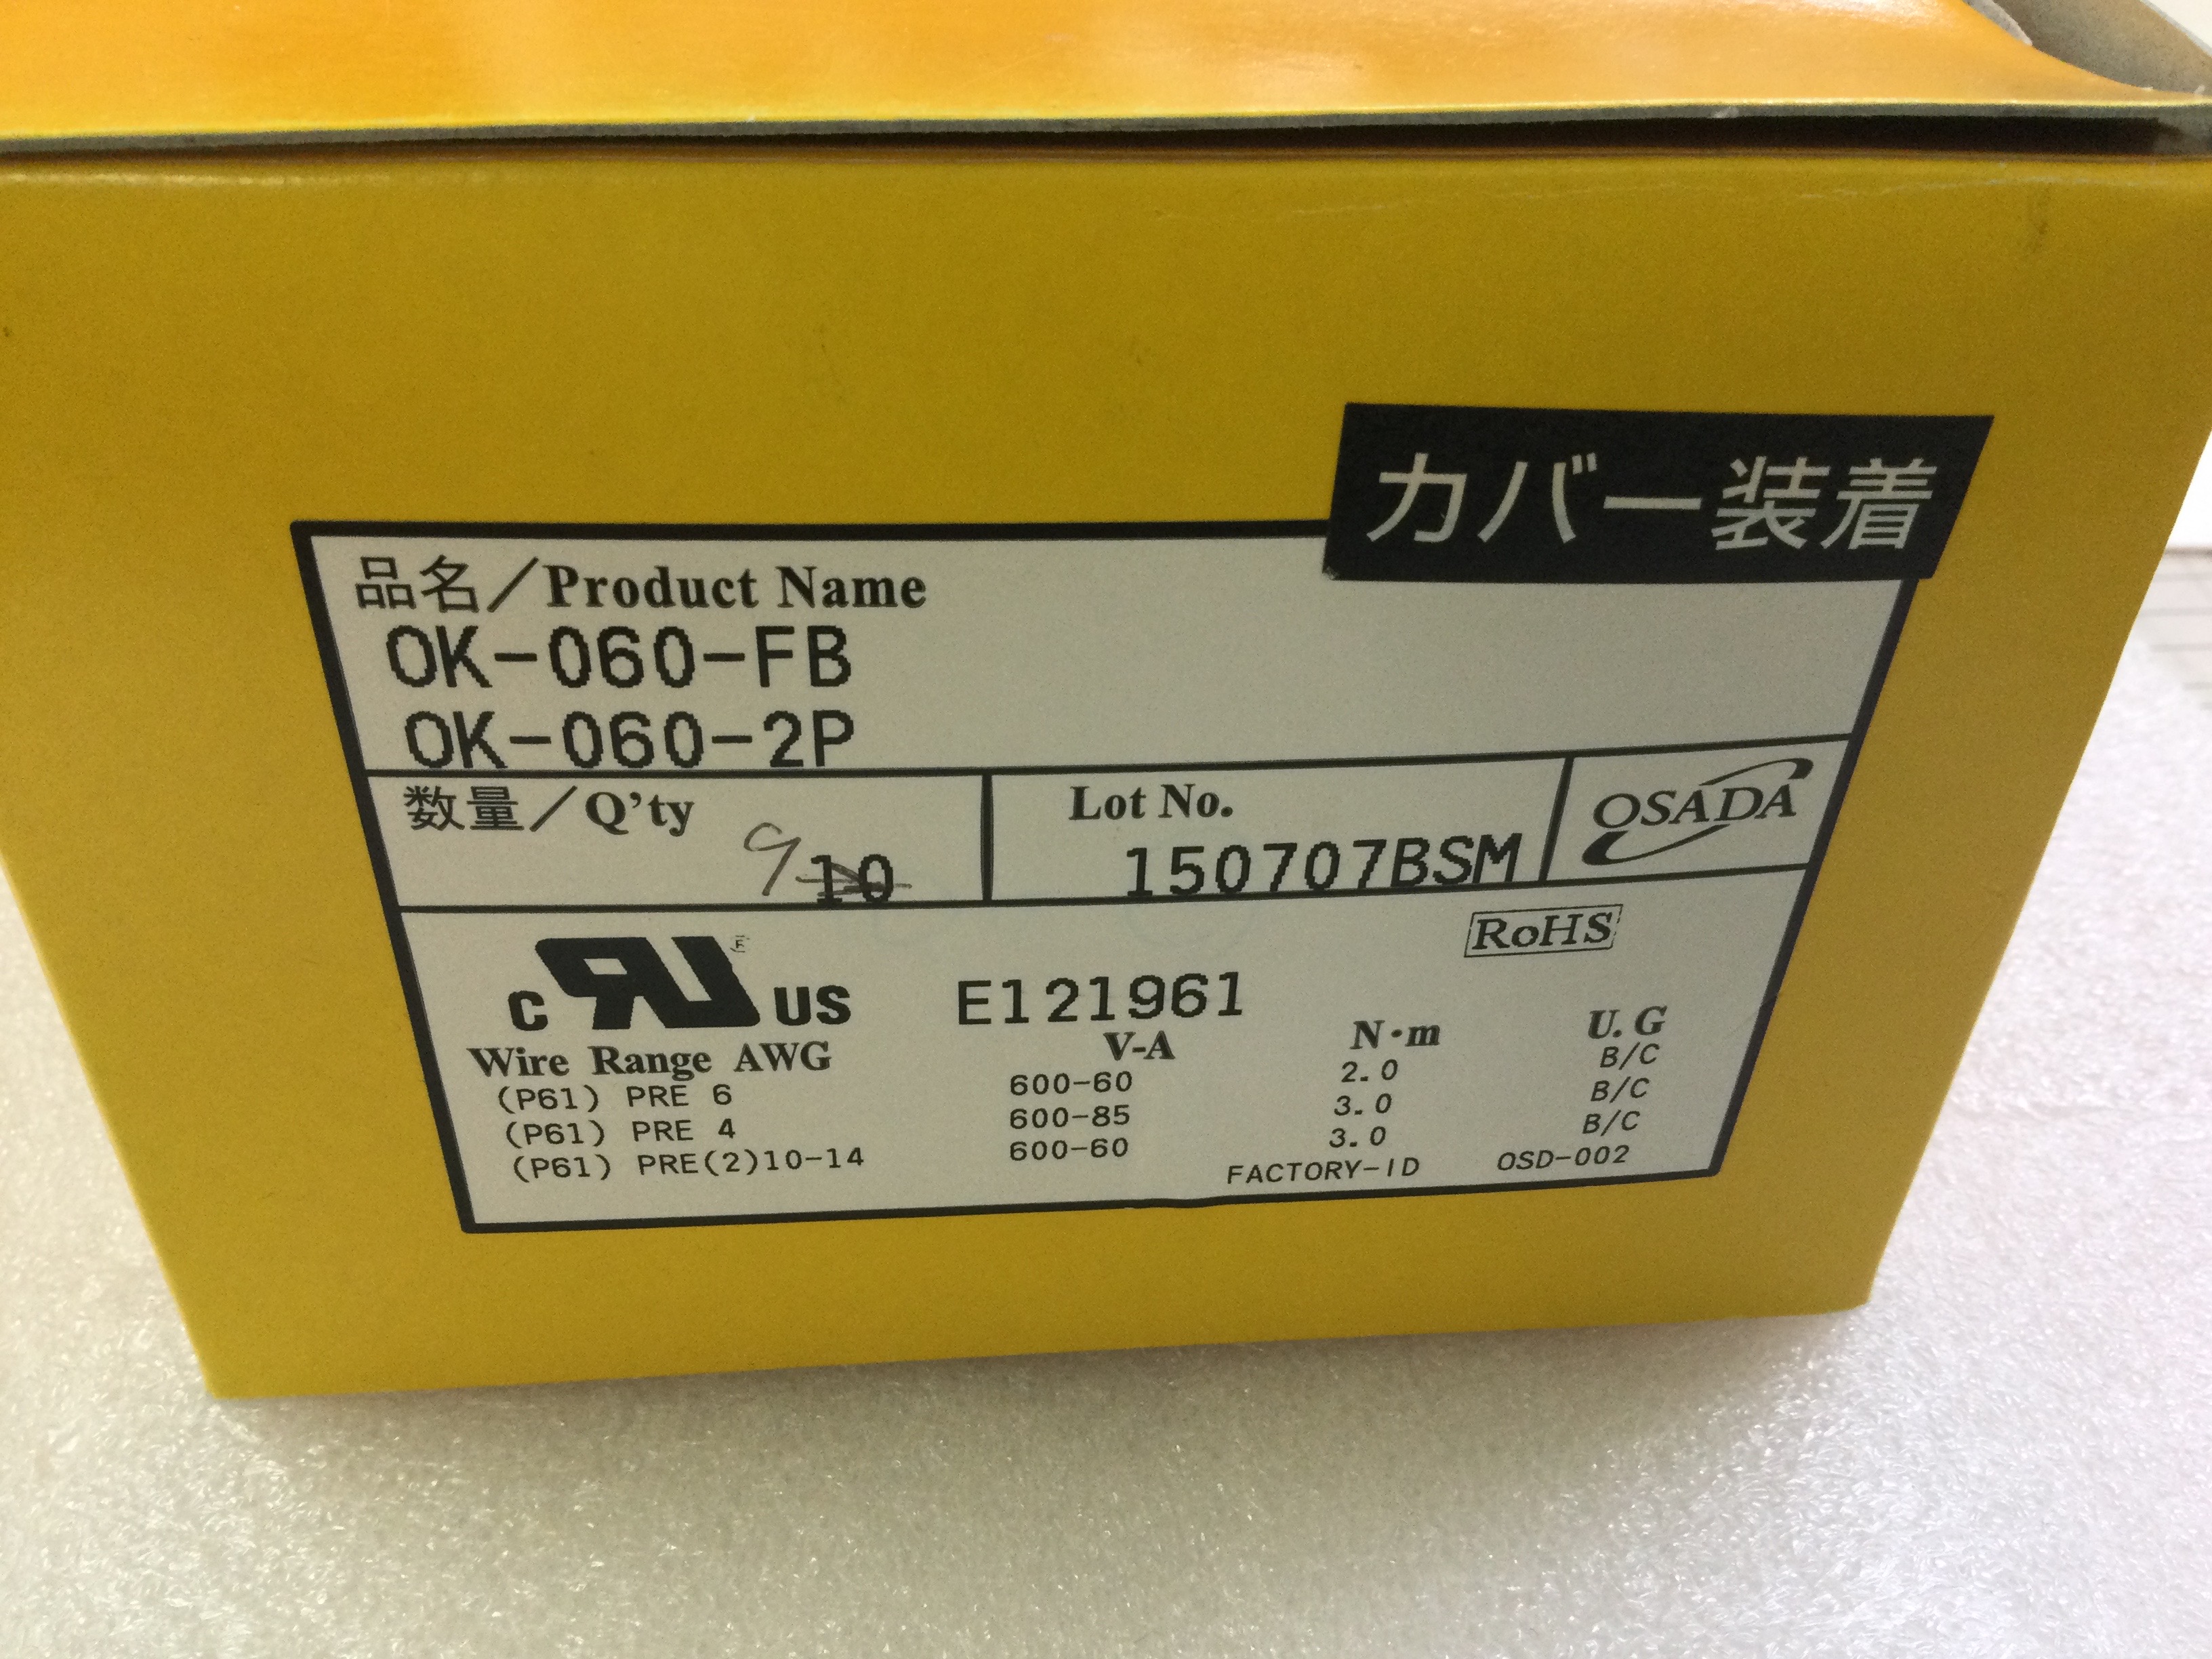 カバー装着
品名/Product Name
OK-060-FB
OK-060-2P
数量/Q'ty
9 10
Lot No.
150707BSM
OSADA
RoHS
c RU ® US E121961
Wire Range AWG V-A N·m U.G
(P61) PRE 6 600-60 2.0 B/C
(P61) PRE 4 600-85 3.0 B/C
(P61) PRE(2)10-14 600-60 3.0 B/C
FACTORY-ID OSD-002